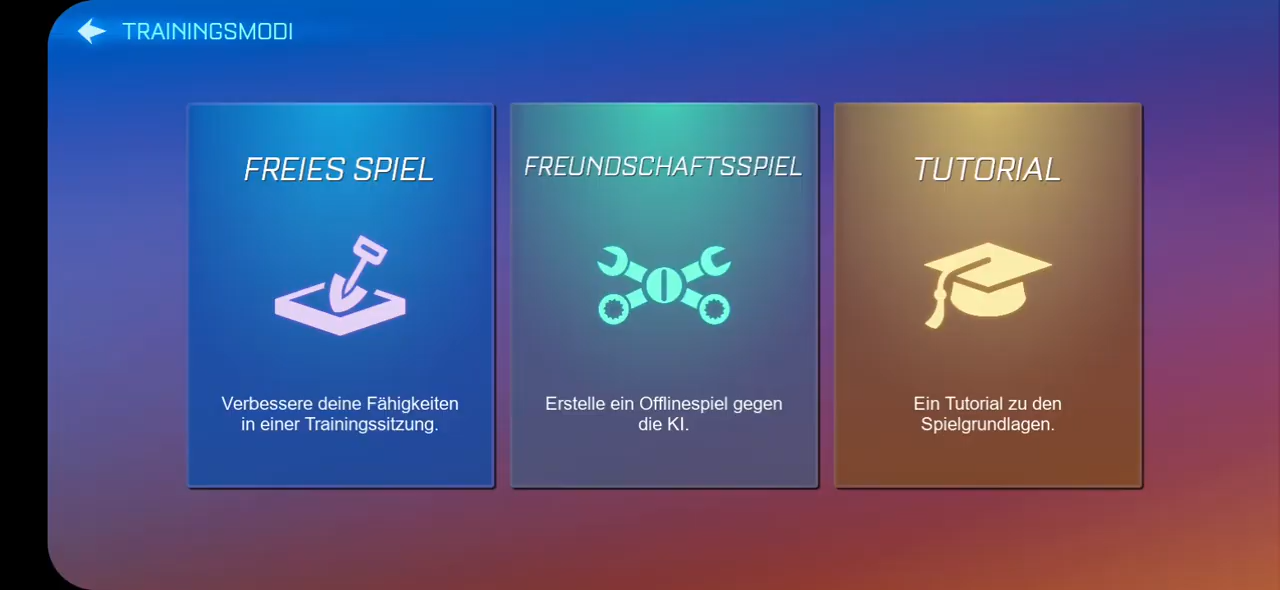 TRAININGSMODI
FREIES SPIEL
Verbessere deine Fähigkeiten
in einer Trainingssitzung.
FREUNDSCHAFTSSPIEL
Erstelle ein Offlinespiel gegen
die KI.
TUTORIAL
Ein Tutorial zu den
Spielgrundlagen.